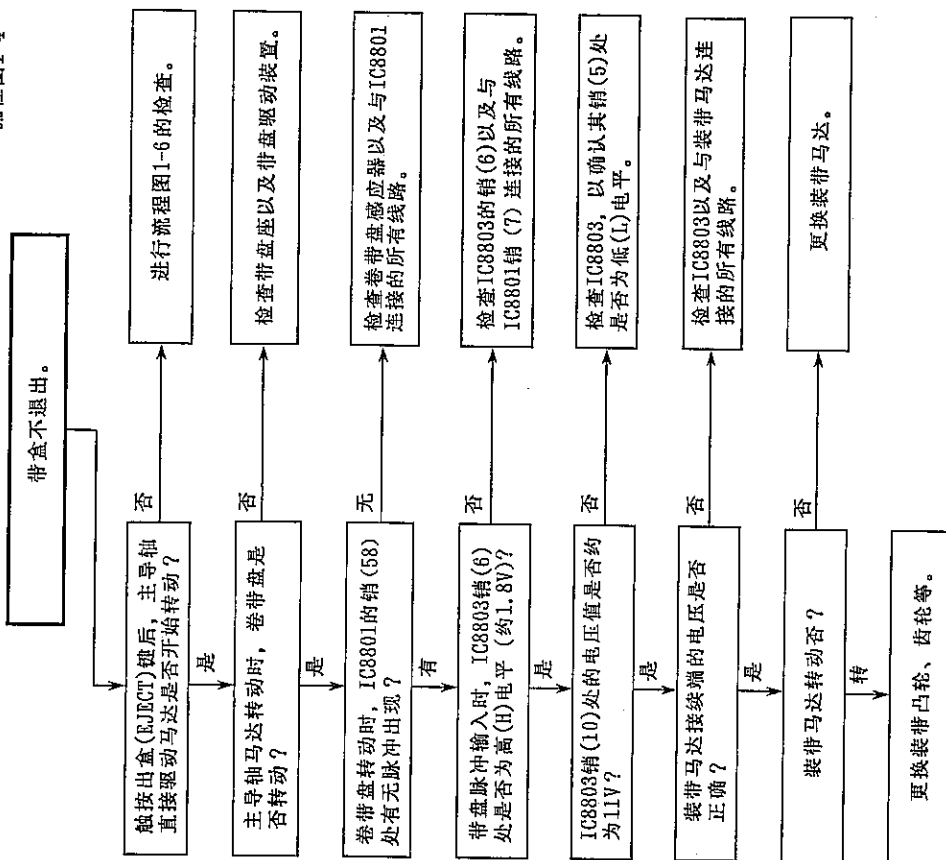 带盒不退出。
触按出盒(EJECT)键后，主导轴
直接驱动马达是否开始转动？
否
进行流程图1-6的检查。
是
主导轴马达转动时，卷带盘是
否转动？
否
检查带盘座以及带盘驱动装置。
是
卷带盘转动时，IC8801的销(58)
处有无脉冲出现？
无
检查卷带盘感应器以及与IC8801
连接的所有线路。
有
带盘脉冲输入时，IC8803销(6)
处是否为高(H)电平 (约1.8V)？
否
检查IC8803的销(6)以及与
IC8801销 (7) 连接的所有线路。
是
IC8803销(10)处的电压值是否约
为11V？
否
检查IC8803，以确认其销(5)处
是否为低(L)电平。
是
装带马达接续端的电压是否
正确？
否
检查IC8803以及与装带马达连
接的所有线路。
是
装带马达转动否？
否
更换装带马达。
转
更换装带凸轮、齿轮等。